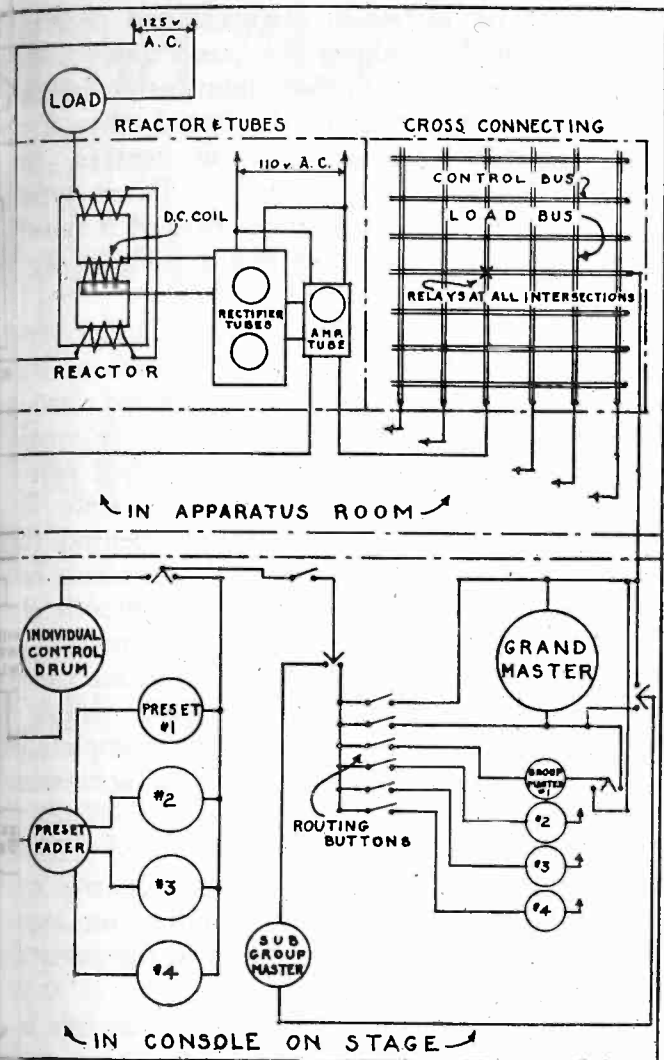 125 v
A.C.
LOAD
REACTOR & TUBES
CROSS CONNECTING
110 v. A.C.
CONTROL BUS
LOAD BUS
D.C. COIL
RECTIFIER
TUBES
AMP.
TUBE
RELAYS AT ALL INTERSECTIONS
REACTOR
IN APPARATUS ROOM
INDIVIDUAL
CONTROL
DRUM
GRAND
MASTER
PRESET
#1
#2
PRESET
FADER
#3
#4
ROUTING
BUTTONS
GROUP
MASTER
#1
#2
#3
#4
SUB
GROUP
MASTER
IN CONSOLE ON STAGE